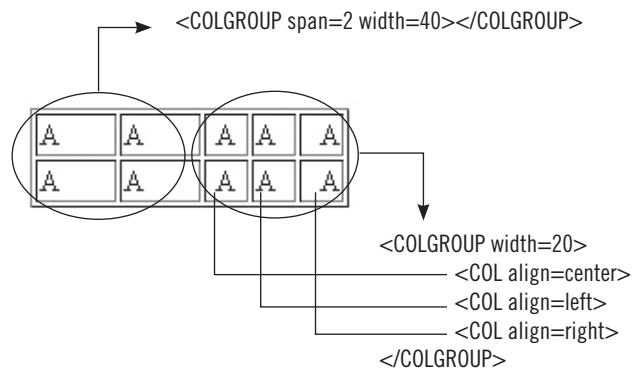 <COLGROUP span=2 width=40></COLGROUP>
A A A A A
A A A A A
<COLGROUP width=20>
<COL align=center>
<COL align=left>
<COL align=right>
</COLGROUP>